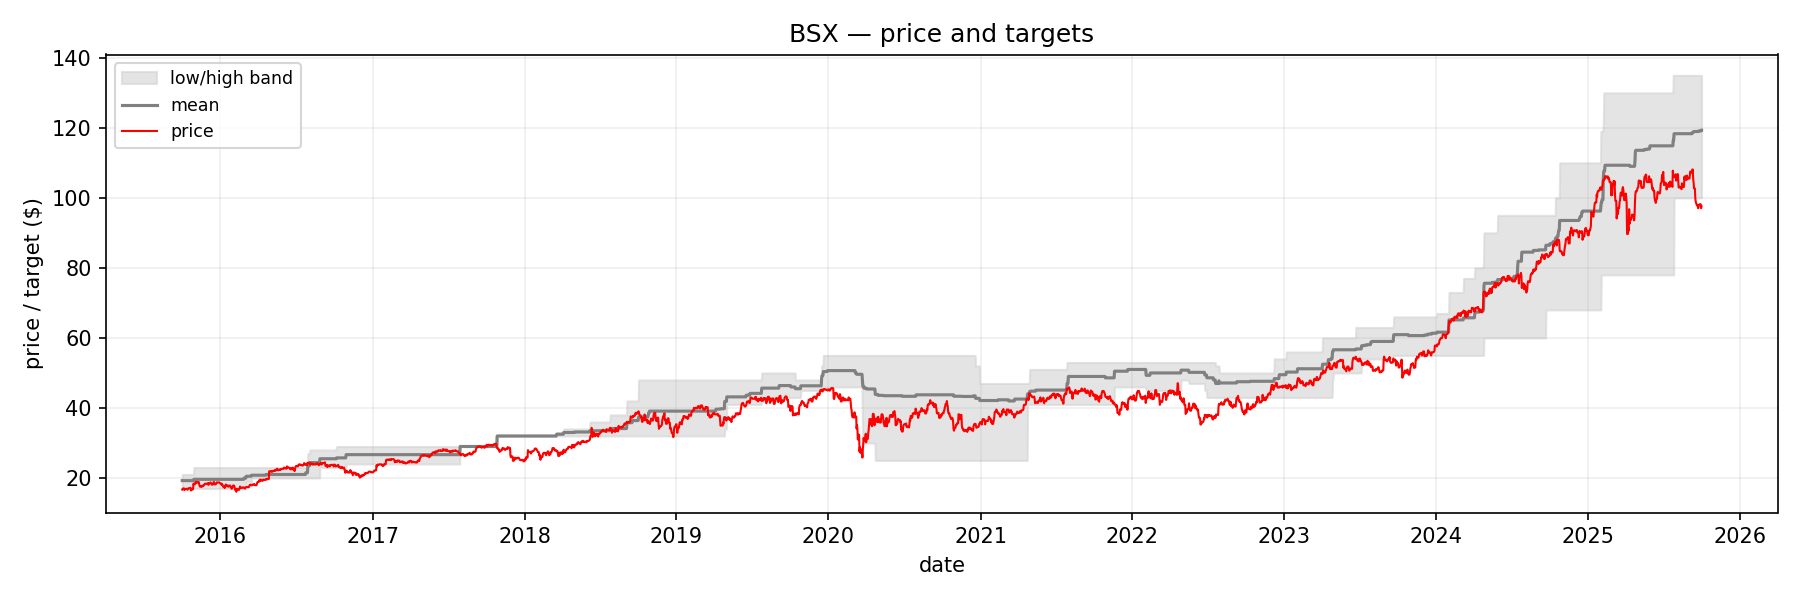 BSX — price and targets
low/high band
mean
price
price / target ($)
140
120
100
80
60
40
20
2016 2017 2018 2019 2020 2021 2022 2023 2024 2025 2026
date